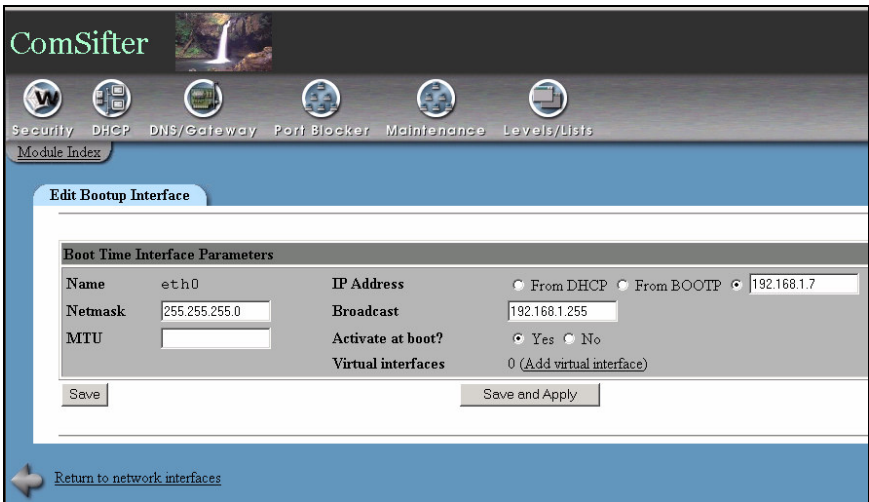 ComSifter
Security DHCP DNS/Gateway Port Blocker Maintenance Levels/Lists
Module Index
Edit Bootup Interface
Boot Time Interface Parameters
Name eth0 IP Address From DHCP From BOOTP 192.168.1.7
Netmask 255.255.255.0 Broadcast 192.168.1.255
MTU Activate at boot? Yes No
Virtual interfaces 0 (Add virtual interface)
Save Save and Apply
Return to network interfaces